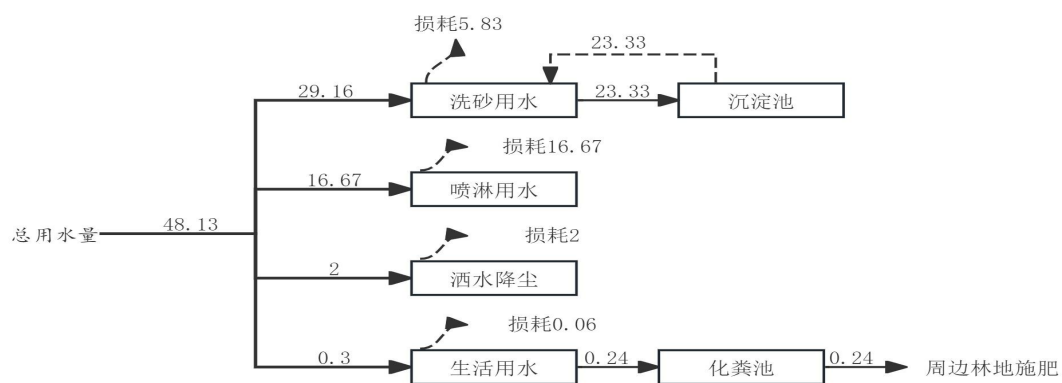 损耗5.83
23.33
29.16
洗砂用水
23.33
沉淀池
损耗16.67
16.67
喷淋用水
总用水量
48.13
损耗2
2
洒水降尘
损耗0.06
0.3
生活用水
0.24
化粪池
0.24
周边林地施肥